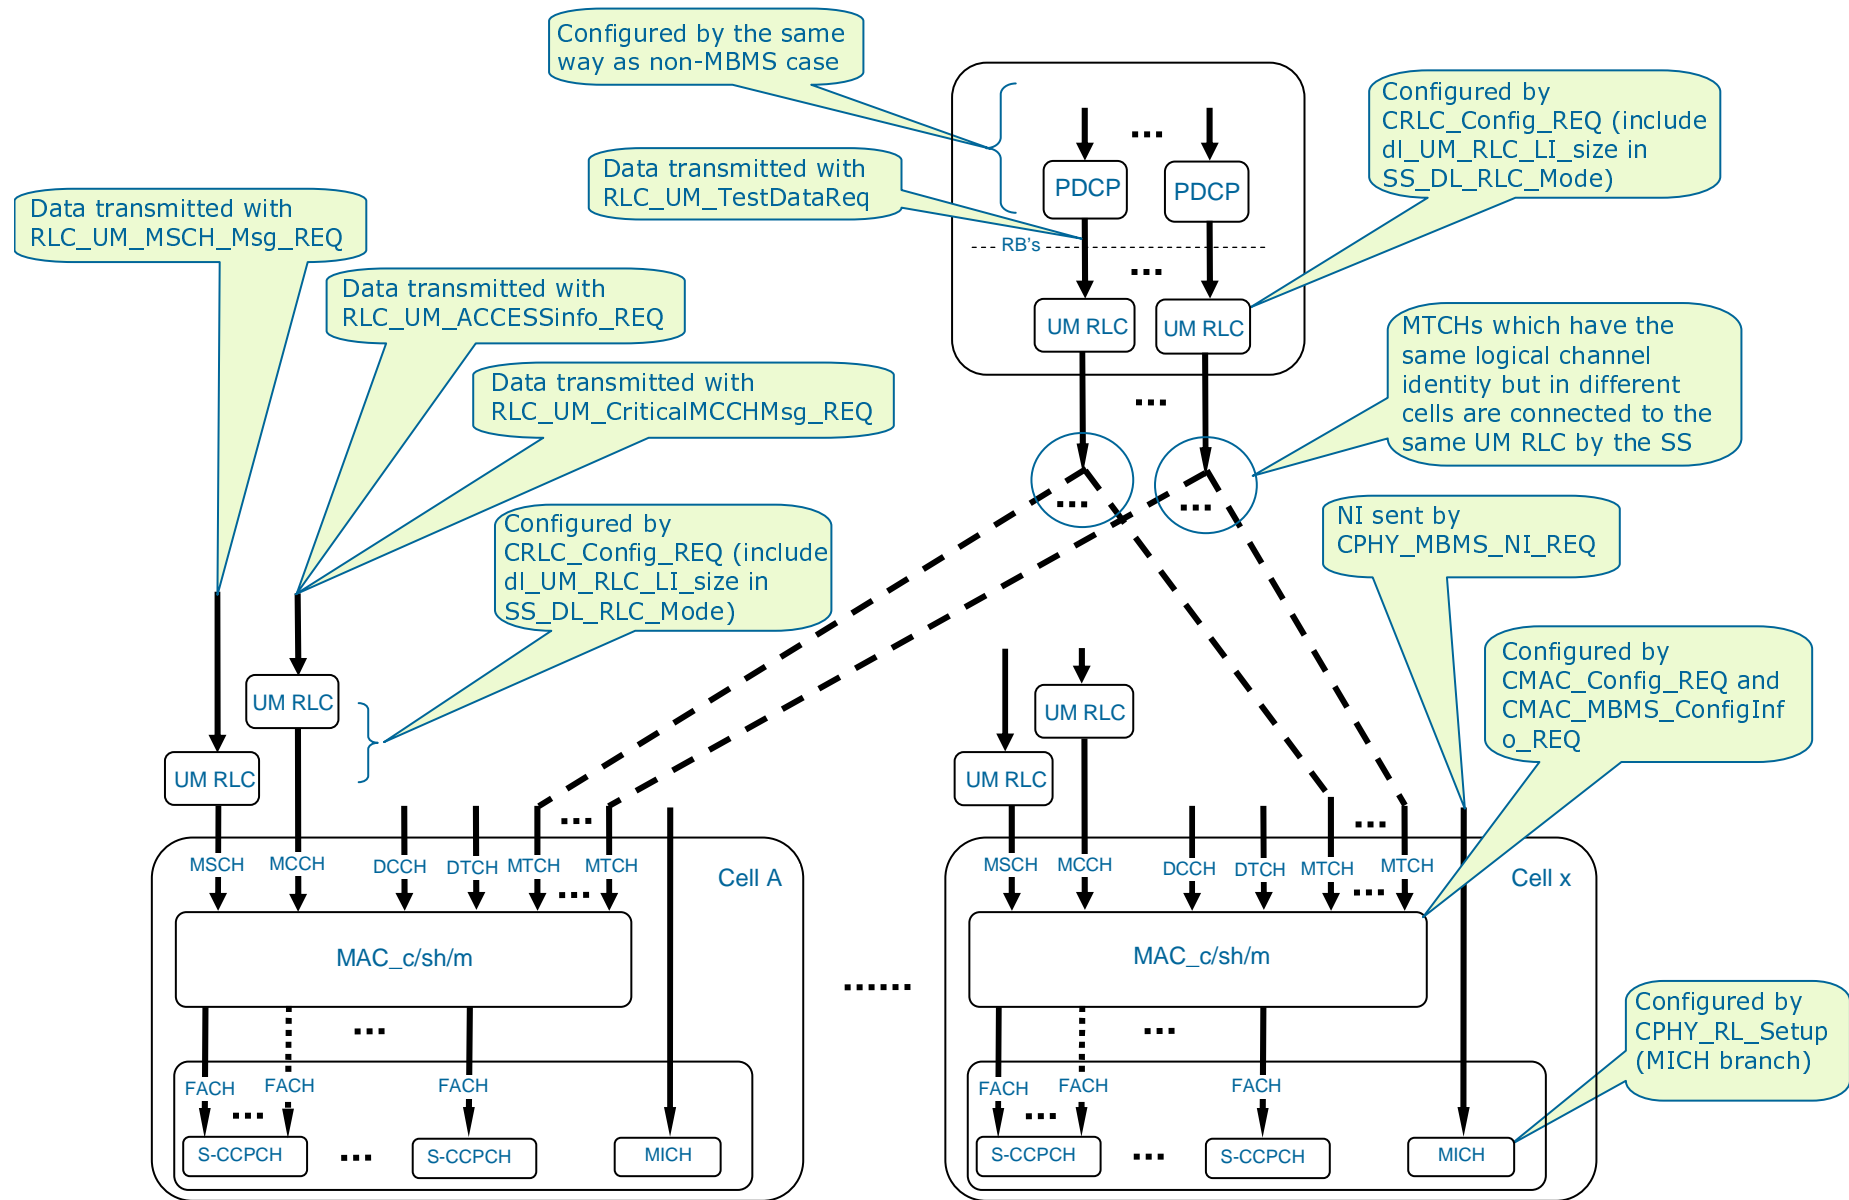 Configured by the same
way as non-MBMS case
Data transmitted with
RLC_UM_TestDataReq
Configured by
CRLC_Config_REQ (include
dl_UM_RLC_LI_size in
SS_DL_RLC_Mode)
PDCP
PDCP
RB's
UM RLC
UM RLC
Data transmitted with
RLC_UM_MSCH_Msg_REQ
Data transmitted with
RLC_UM_ACCESSinfo_REQ
Data transmitted with
RLC_UM_CriticalMCCHMsg_REQ
MTCHs which have the
same logical channel
identity but in different
cells are connected to the
same UM RLC by the SS
Configured by
CRLC_Config_REQ (include
dl_UM_RLC_LI_size in
SS_DL_RLC_Mode)
NI sent by
CPHY_MBMS_NI_REQ
Configured by
CMAC_Config_REQ and
CMAC_MBMS_ConfigInf
o_REQ
UM RLC
UM RLC
UM RLC
UM RLC
MSCH
MCCH
DCCH
DTCH
MTCH
MTCH
Cell A
MSCH
MCCH
DCCH
DTCH
MTCH
MTCH
Cell x
MAC_c/sh/m
MAC_c/sh/m
Configured by
CPHY_RL_Setup
(MICH branch)
FACH
FACH
FACH
FACH
FACH
FACH
S-CCPCH
S-CCPCH
MICH
S-CCPCH
S-CCPCH
MICH